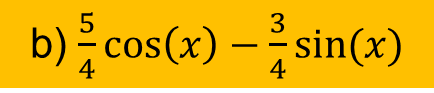 b) 5/4 cos(x) − 3/4 sin(x)